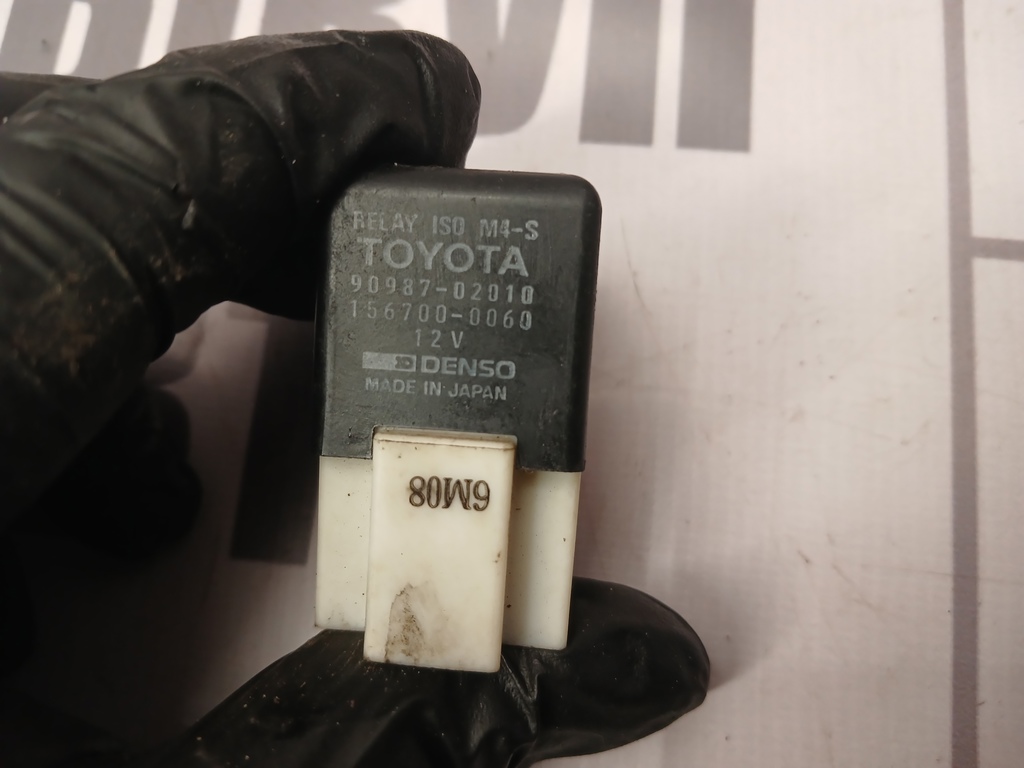 RELAY ISO M4-S
TOYOTA
90987-02010
156700-0060
12V
DENSO
MADE IN JAPAN
6M08